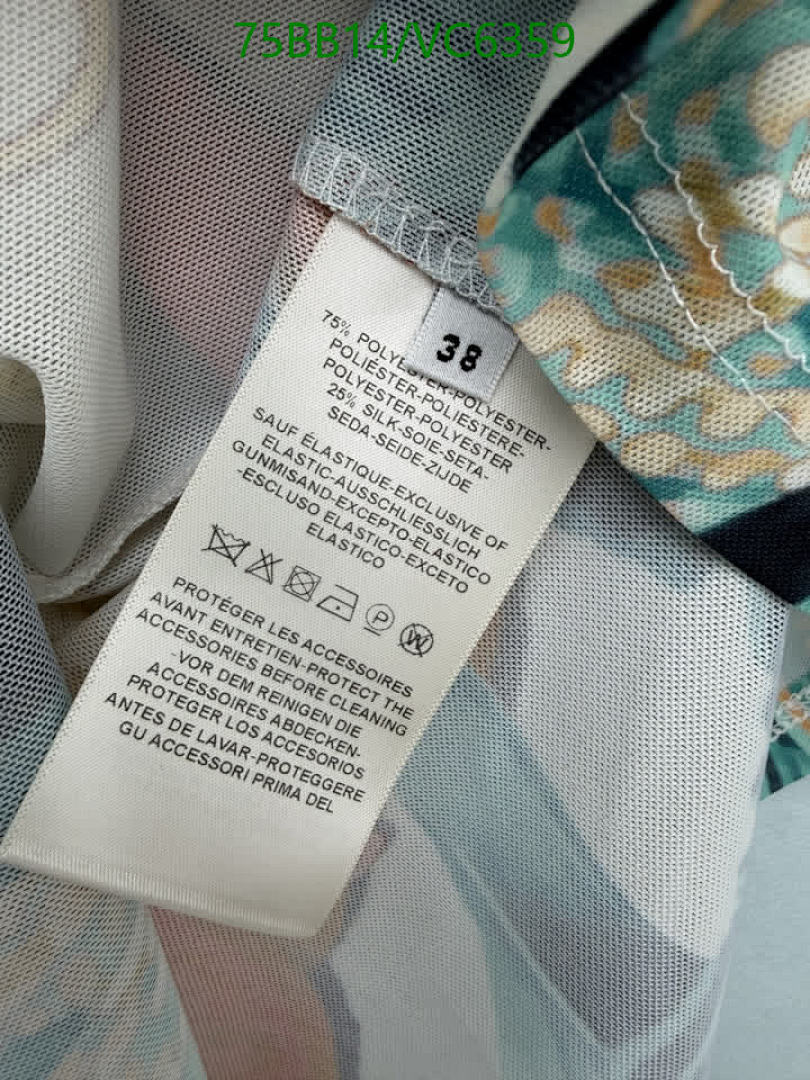 75BB14/VC6359
38
75% POLYESTER-POLYESTER-
POLIÉSTER-POLIESTERE-
POLYESTER-POLYESTER
25% SILK-SOIE-SETA-
SEDA-SEIDE-ZIJDE
SAUF ÉLASTIQUE-EXCLUSIVE OF
ELASTIC-AUSSCHLIESSLICH
GUNMISAND-EXCEPTO-ELASTICO
-ESCLUSO ELASTICO-EXCETO
ELASTICO
P
W
PROTÉGER LES ACCESSOIRES
AVANT ENTRETIEN-PROTECT THE
ACCESSORIES BEFORE CLEANING
-VOR DEM REINIGEN DIE
ACCESSOIRES ABDECKEN-
PROTEGER LOS ACCESORIOS
ANTES DE LAVAR-PROTEGGERE
GU ACCESSORI PRIMA DEL